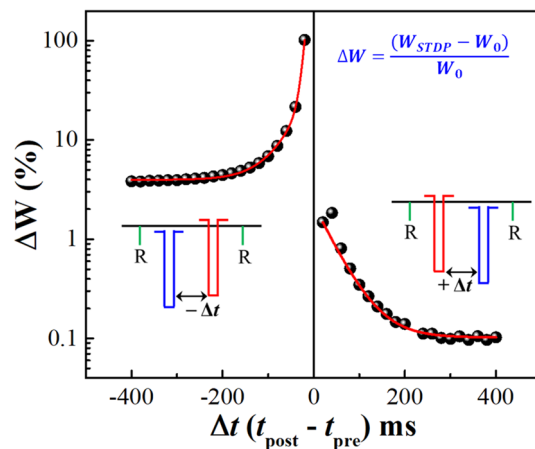 100
10
1
0.1
ΔW (%)
ΔW = (W_STDP − W_0) / W_0
R
R
− Δt
R
R
+ Δt
-400
-200
0
200
400
Δt (t_post - t_pre) ms